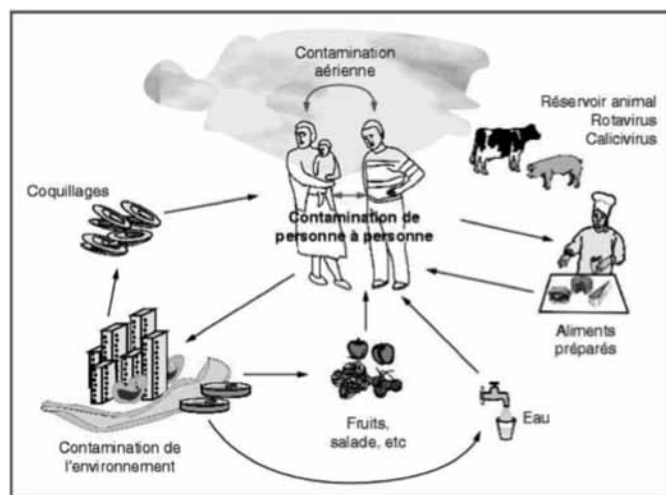 Contamination
aérienne
Réservoir animal
Rotavirus
Calicivirus
Coquillages
Contamination de
personne à personne
Aliments
préparés
Fruits,
salade, etc
Eau
Contamination de
l'environnement